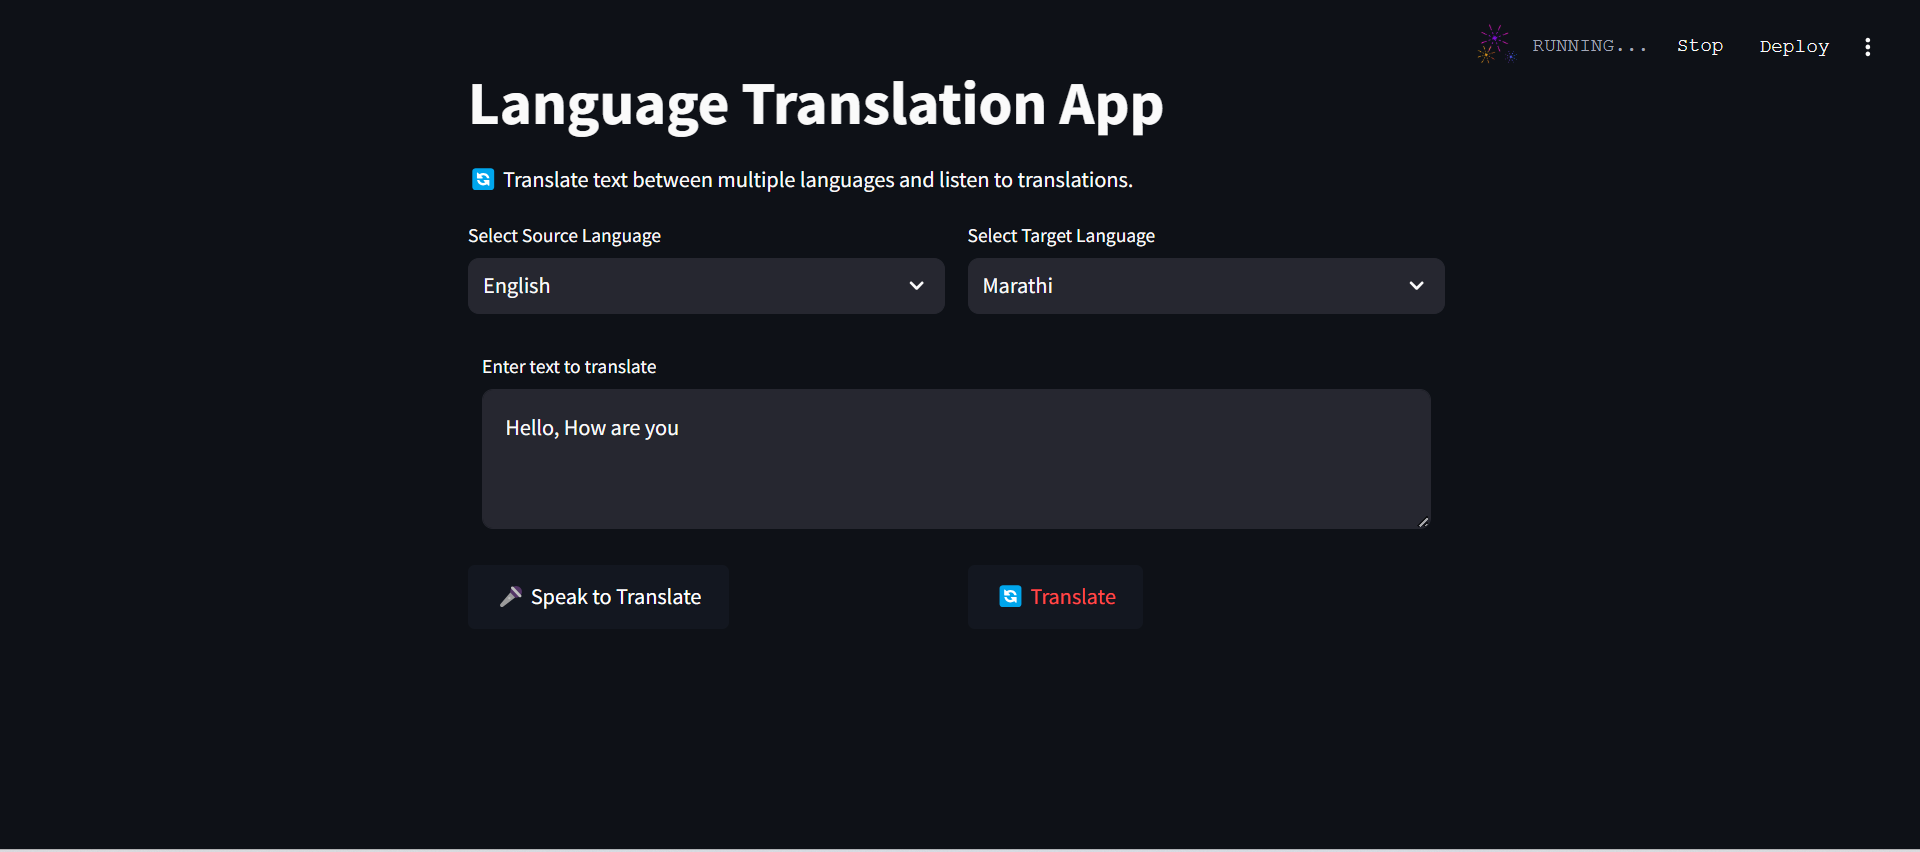 RUNNING... Stop Deploy
Language Translation App
🔄 Translate text between multiple languages and listen to translations.
Select Source Language Select Target Language
English Marathi
Enter text to translate
Hello, How are you
🎤 Speak to Translate 🔄 Translate